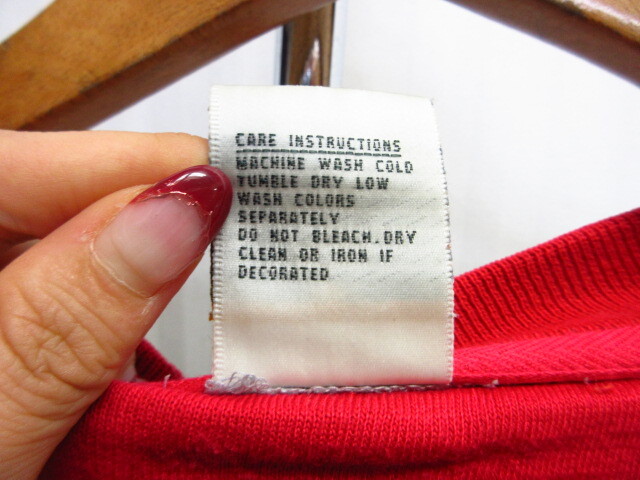 CARE INSTRUCTIONS
MACHINE WASH COLD
TUMBLE DRY LOW
WASH COLORS
SEPARATELY
DO NOT BLEACH.DRY
CLEAN OR IRON IF
DECORATED